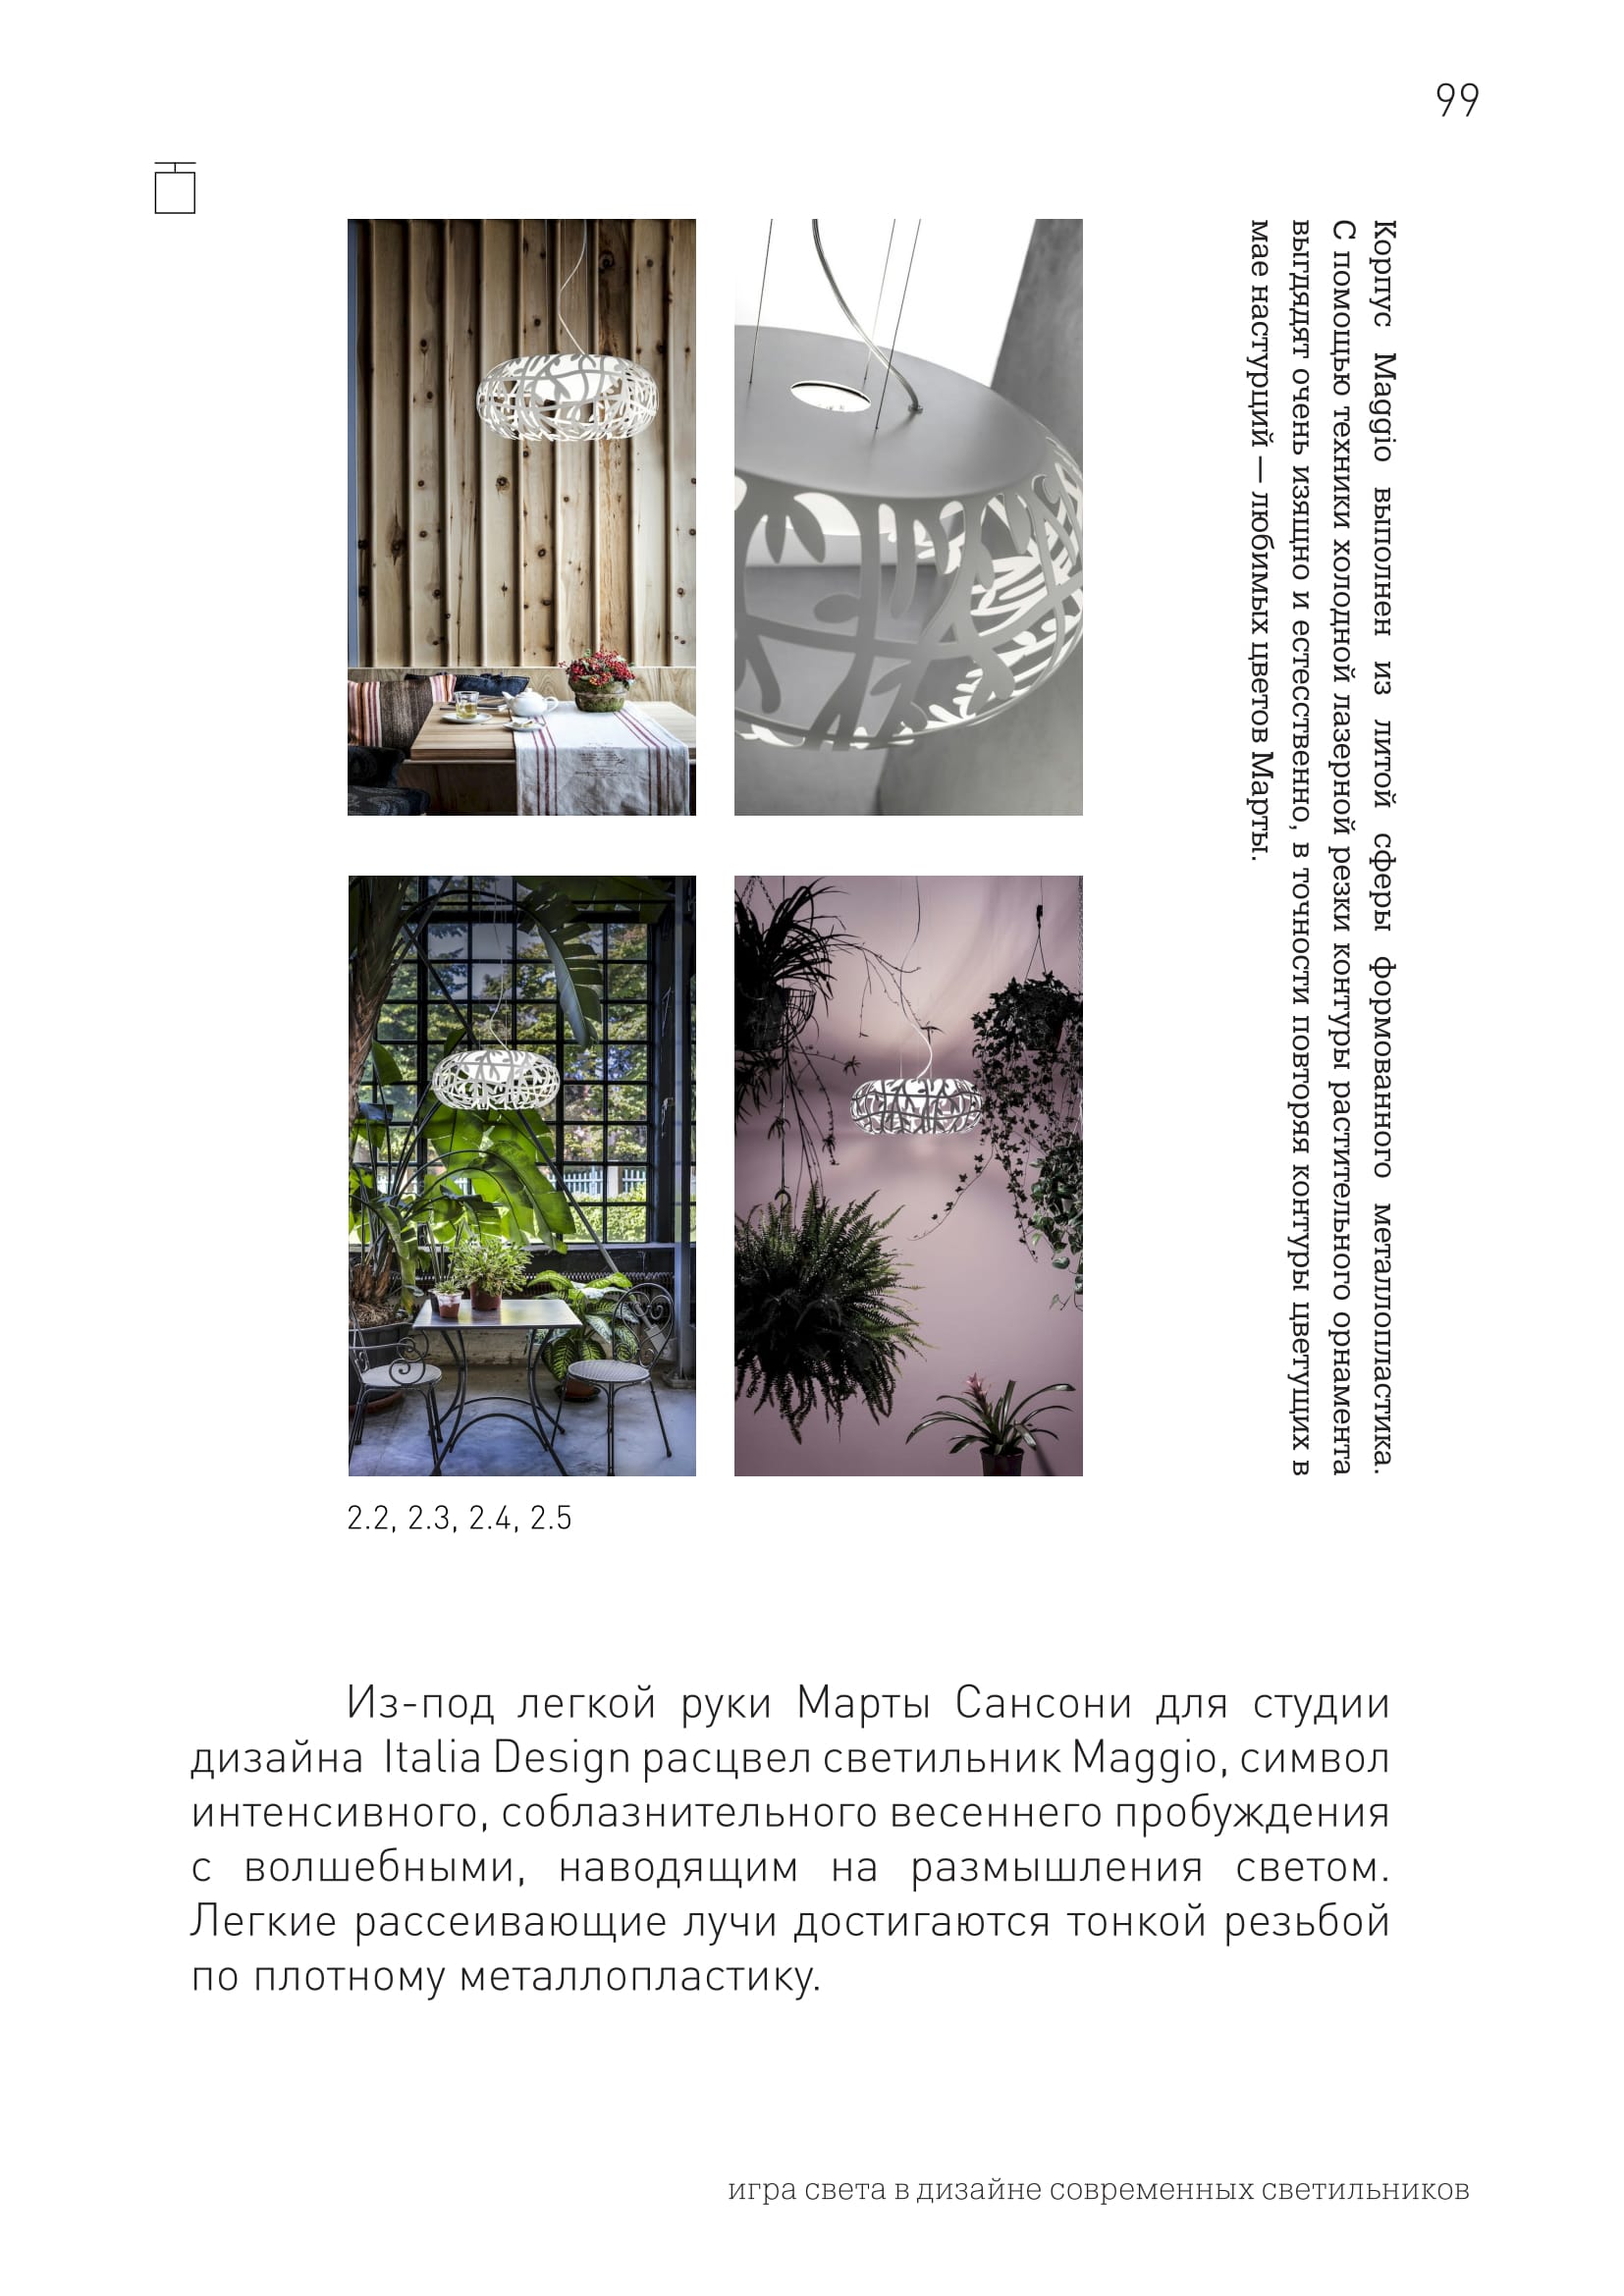 99
Корпус Maggio выполнен из литой сферы формованного металлопластика.
С помощью техники холодной лазерной резки контуры растительного орнамента
выгдядят очень изящно и естесственно, в точности повторяя контуры цветущих в
мае настурций — любимых цветов Марты.
2.2, 2.3, 2.4, 2.5
Из-под легкой руки Марты Сансони для студии
дизайна Italia Design расцвел светильник Maggio, символ
интенсивного, соблазнительного весеннего пробуждения
с волшебными, наводящим на размышления светом.
Легкие рассеивающие лучи достигаются тонкой резьбой
по плотному металлопластику.
игра света в дизайне современных светильников